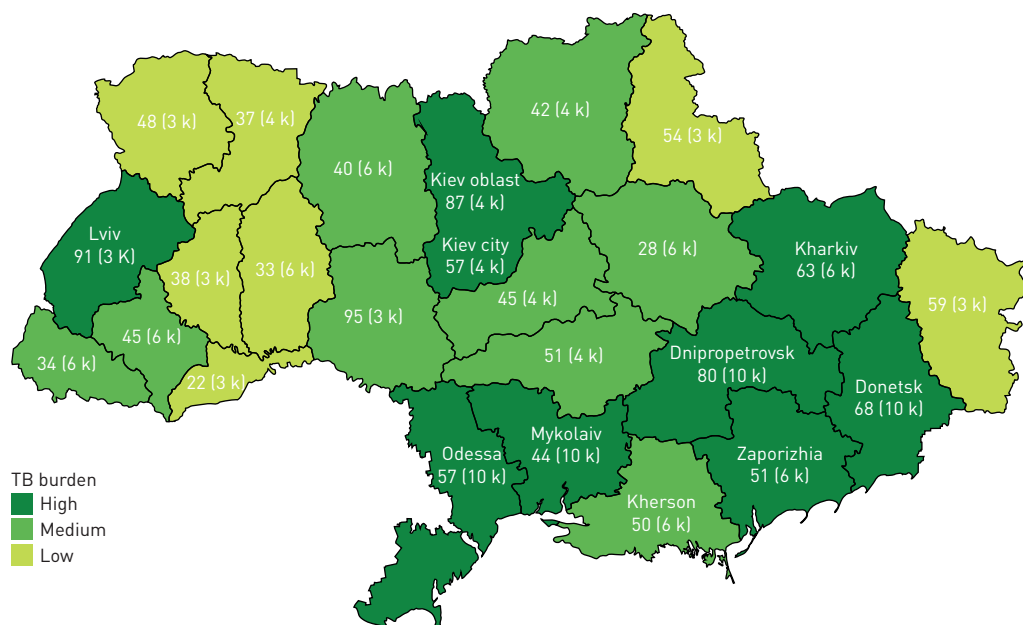 48 (3 k)
37 (4 k)
42 (4 k)
54 (3 k)
40 (6 k)
Kiev oblast
87 (4 k)
Kiev city
57 (4 k)
Lviv
91 (3 K)
38 (3 k)
33 (6 k)
28 (6 k)
Kharkiv
63 (6 k)
59 (3 k)
45 (4 k)
95 (3 k)
45 (6 k)
34 (6 k)
22 (3 k)
51 (4 k)
Dnipropetrovsk
80 (10 k)
Donetsk
68 (10 k)
Odessa
57 (10 k)
Mykolaiv
44 (10 k)
Zaporizhia
51 (6 k)
Kherson
50 (6 k)
TB burden
High
Medium
Low